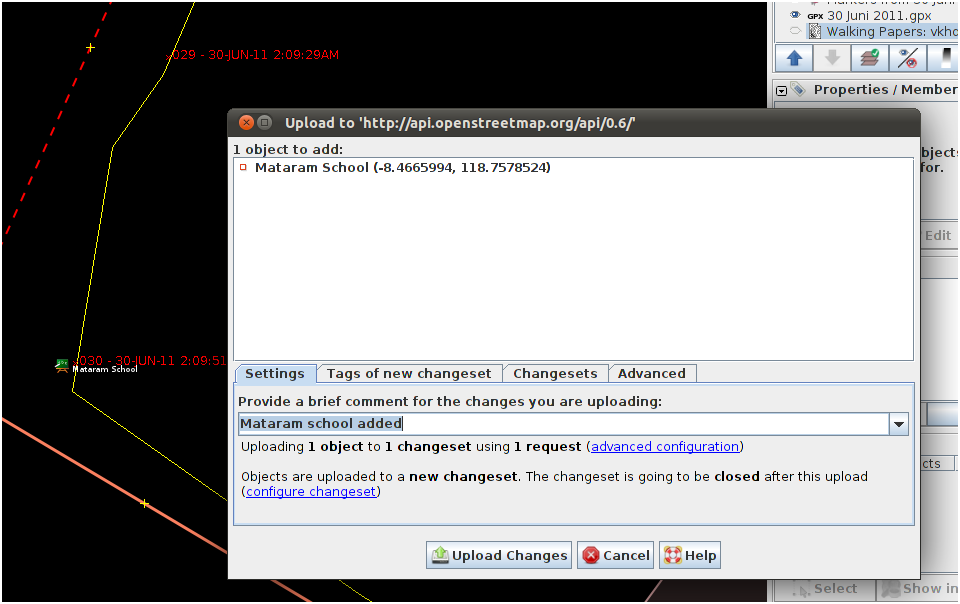 029 - 30-JUN-11 2:09:29AM
030 - 30-JUN-11 2:09:51
Mataram School
GPX 30 Juni 2011.gpx
Walking Papers: vkhd
Properties / Member
bjects
for.
Edit
cts
Select
Show in
Upload to 'http://api.openstreetmap.org/api/0.6/'
1 object to add:
Mataram School (-8.4665994, 118.7578524)
Settings
Tags of new changeset
Changesets
Advanced
Provide a brief comment for the changes you are uploading:
Mataram school added
Uploading 1 object to 1 changeset using 1 request (advanced configuration)
Objects are uploaded to a new changeset. The changeset is going to be closed after this upload
(configure changeset)
Upload Changes
Cancel
Help